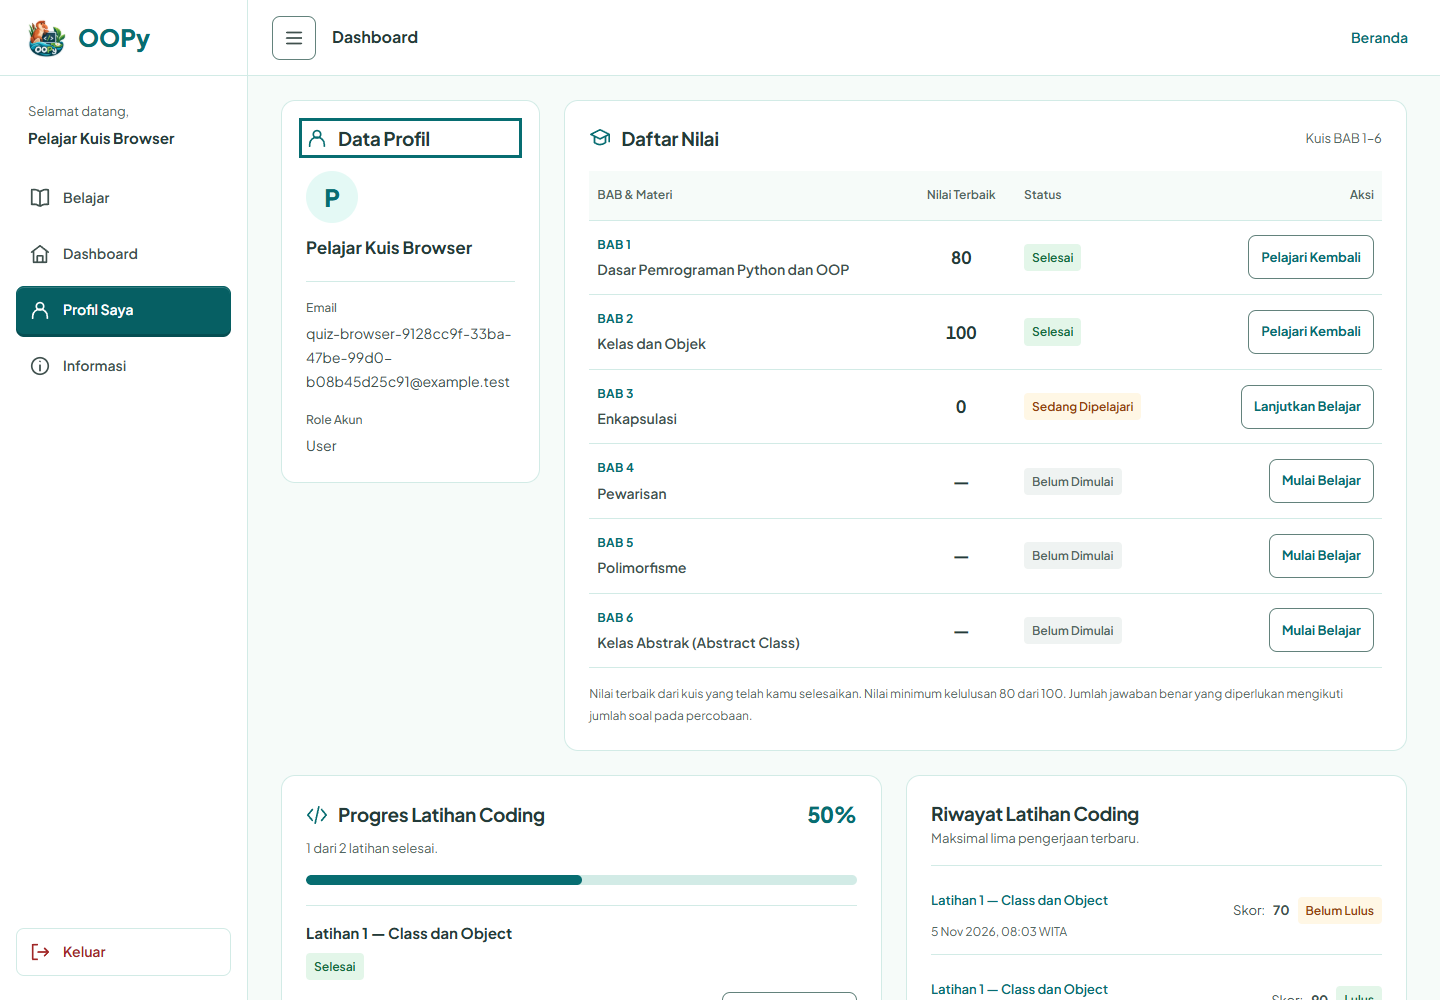 OOPy
Dashboard
Beranda
Selamat datang,
Pelajar Kuis Browser
Belajar
Dashboard
Profil Saya
Informasi
Keluar
Data Profil
P
Pelajar Kuis Browser
Email
quiz-browser-9128cc9f-33ba-
47be-99d0-
b08b45d25c91@example.test
Role Akun
User
Daftar Nilai
Kuis BAB 1–6
BAB & Materi Nilai Terbaik Status Aksi
BAB 1
Dasar Pemrograman Python dan OOP
80 Selesai Pelajari Kembali
BAB 2
Kelas dan Objek
100 Selesai Pelajari Kembali
BAB 3
Enkapsulasi
0 Sedang Dipelajari Lanjutkan Belajar
BAB 4
Pewarisan
— Belum Dimulai Mulai Belajar
BAB 5
Polimorfisme
— Belum Dimulai Mulai Belajar
BAB 6
Kelas Abstrak (Abstract Class)
— Belum Dimulai Mulai Belajar
Nilai terbaik dari kuis yang telah kamu selesaikan. Nilai minimum kelulusan 80 dari 100. Jumlah jawaban benar yang diperlukan mengikuti
jumlah soal pada percobaan.
Progres Latihan Coding
50%
1 dari 2 latihan selesai.
Latihan 1 — Class dan Object
Selesai
Riwayat Latihan Coding
Maksimal lima pengerjaan terbaru.
Latihan 1 — Class dan Object
5 Nov 2026, 08:03 WITA
Skor: 70 Belum Lulus
Latihan 1 — Class dan Object
Skor: 90 Lulus